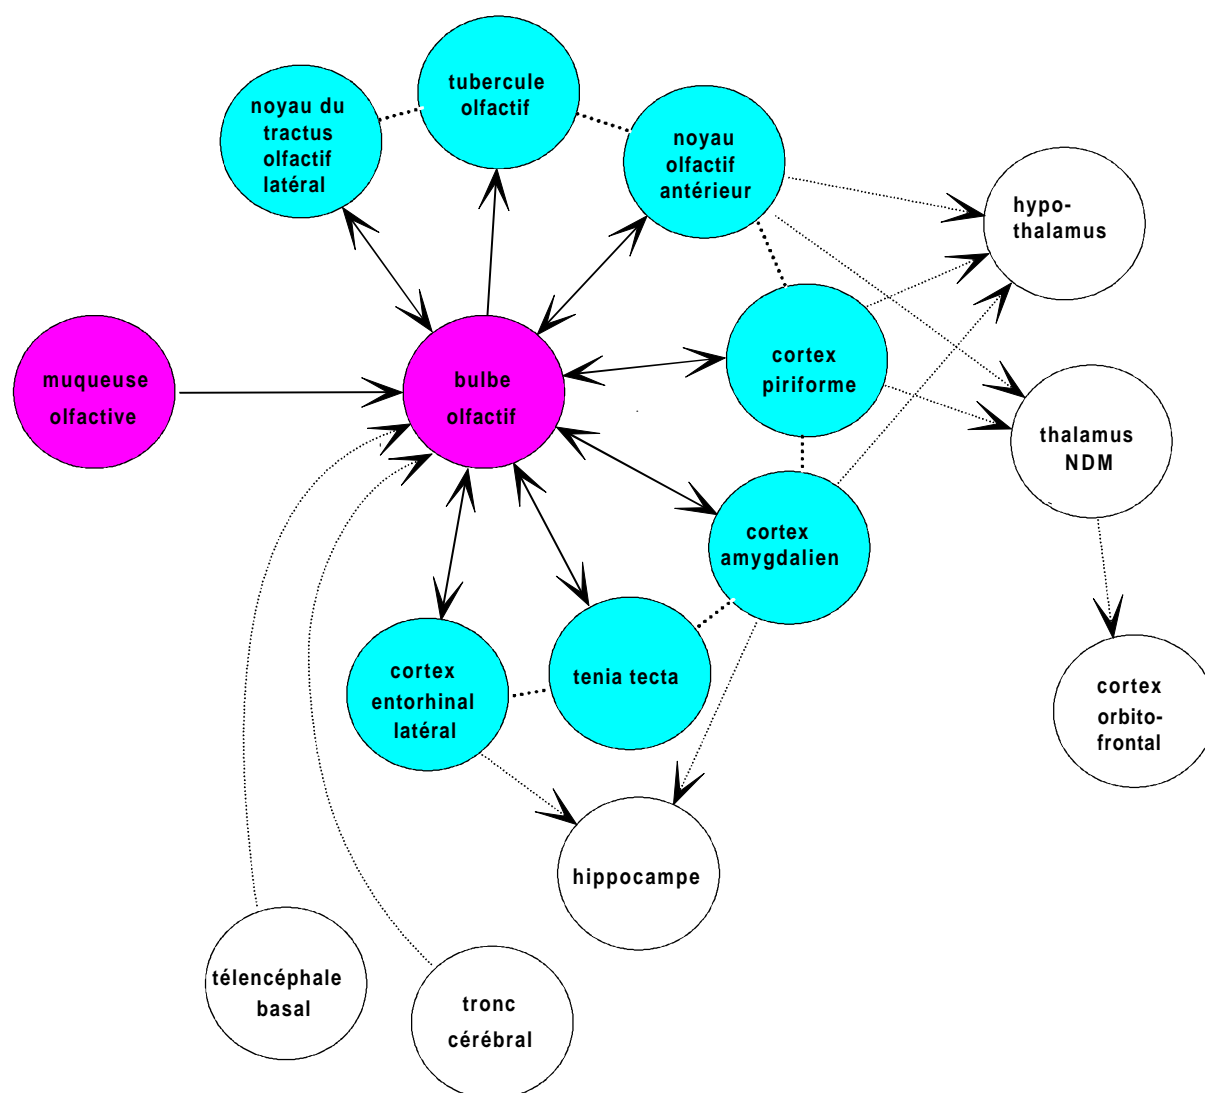 tubercule
olfactif
noyau du
tractus
olfactif
latéral
noyau
olfactif
antérieur
hypo-
thalamus
muqueuse
olfactive
bulbe
olfactif
cortex
piriforme
thalamus
NDM
cortex
amygdalien
cortex
entorhinal
latéral
tenia tecta
cortex
orbito-
frontal
hippocampe
télencéphale
basal
tronc
cérébral